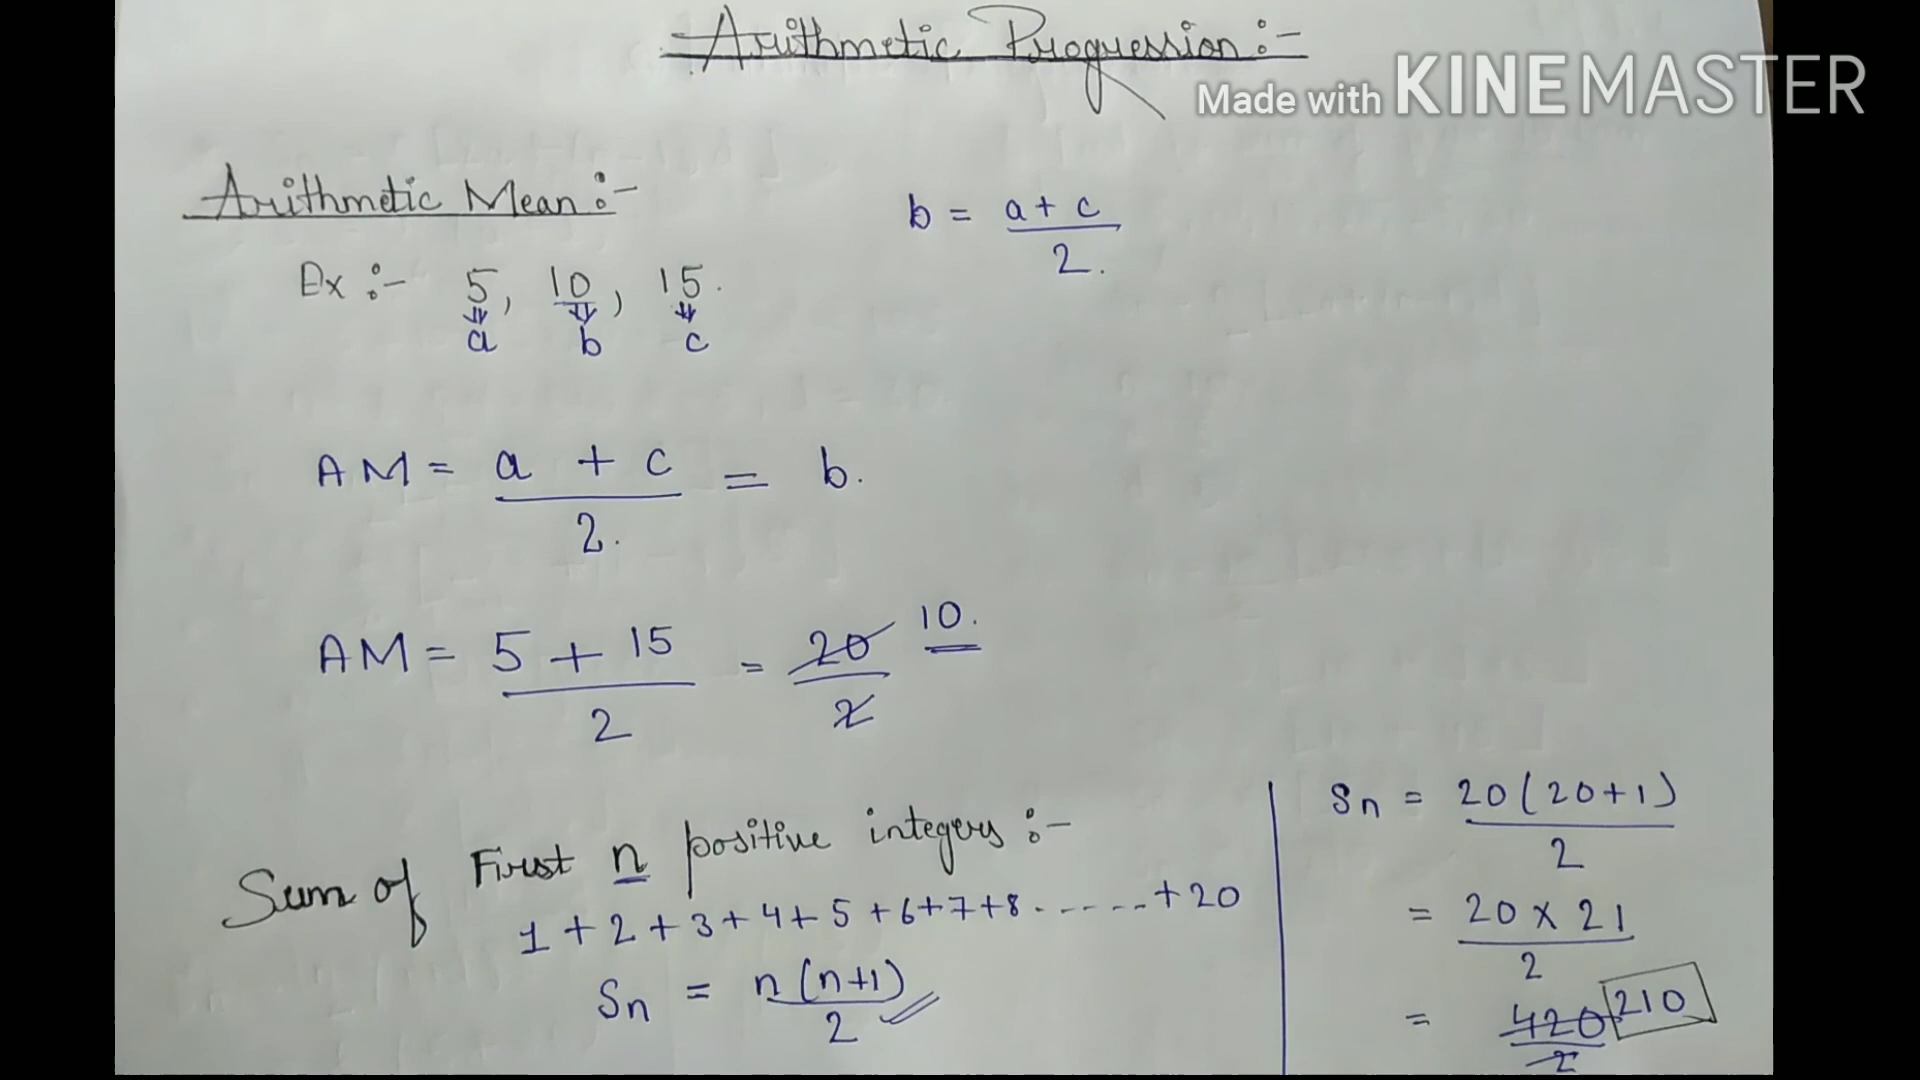 Arithmetic Progression :-
Made with KINEMASTER
Arithmetic Mean :-
b = a + c / 2.
Ex :- 5, 10, 15.
a b c
AM = a + c / 2. = b.
AM = 5 + 15 / 2 = 20 / 2 10.
Sum of First n positive integers :-
1 + 2 + 3 + 4 + 5 + 6 + 7 + 8 ------ + 20
Sn = n (n+1) / 2
Sn = 20 (20+1) / 2
= 20 x 21 / 2
= 420 / 2 210